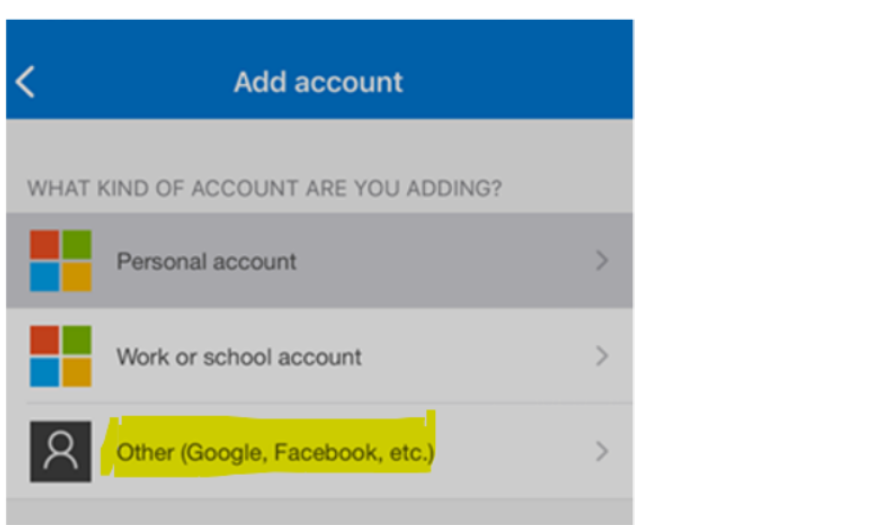 Add account
WHAT KIND OF ACCOUNT ARE YOU ADDING?
Personal account
Work or school account
Other (Google, Facebook, etc.)